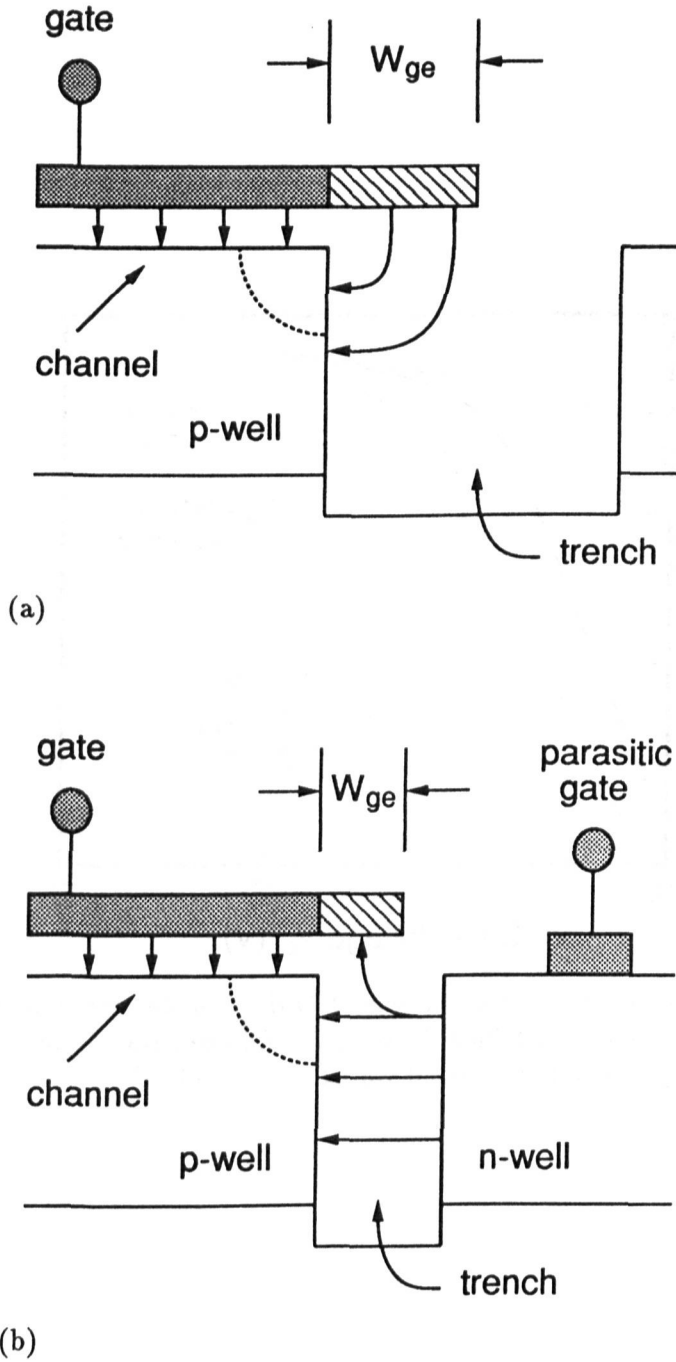 gate
Wge
channel
p-well
trench
(a)
gate
Wge
parasitic
gate
channel
p-well
n-well
trench
(b)